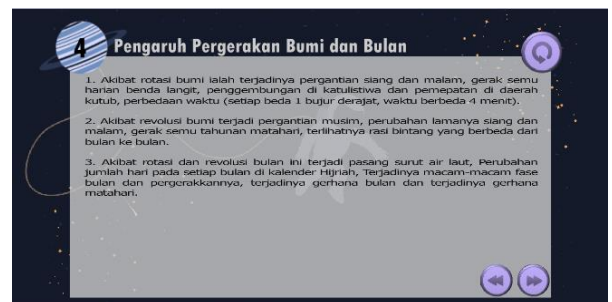 4 Pengaruh Pergerakan Bumi dan Bulan
1. Akibat rotasi bumi ialah terjadinya pergantian siang dan malam, gerak semu
harian benda langit, penggembungan di katulistiwa dan pemepatan di daerah
kutub, perbedaan waktu (setiap beda 1 bujur derajat, waktu berbeda 4 menit).
2. Akibat revolusi bumi terjadi pergantian musim, perubahan lamanya siang dan
malam, gerak semu tahunan matahari, terlihatnya rasi bintang yang berbeda dari
bulan ke bulan.
3. Akibat rotasi dan revolusi bulan ini terjadi pasang surut air laut, Perubahan
jumlah hari pada setiap bulan di kalender Hijriah, Terjadinya macam-macam fase
bulan dan pergerakkannya, terjadinya gerhana bulan dan terjadinya gerhana
matahari.